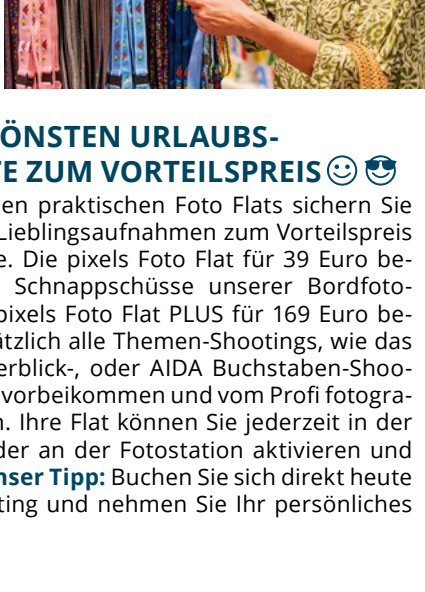 ÖNSTEN URLAUBS-
TE ZUM VORTEILSPREIS
en praktischen Foto Flats sichern Sie
Lieblingsaufnahmen zum Vorteilspreis
e. Die pixels Foto Flat für 39 Euro be-
Schnappschüsse unserer Bordfoto-
pixels Foto Flat PLUS für 169 Euro be-
ätzlich alle Themen-Shootings, wie das
erblick-, oder AIDA Buchstaben-Shoo-
vorbeikommen und vom Profi fotogra-
n. Ihre Flat können Sie jederzeit in der
der an der Fotostation aktivieren und
nser Tipp: Buchen Sie sich direkt heute
ting und nehmen Sie Ihr persönliches